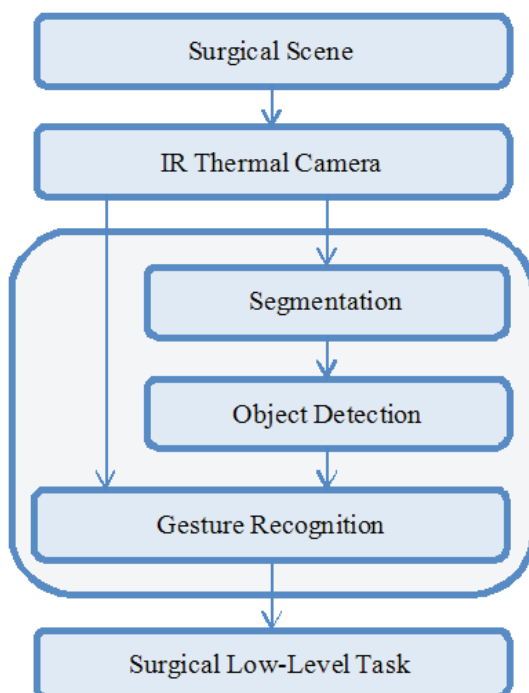 Surgical Scene
IR Thermal Camera
Segmentation
Object Detection
Gesture Recognition
Surgical Low-Level Task